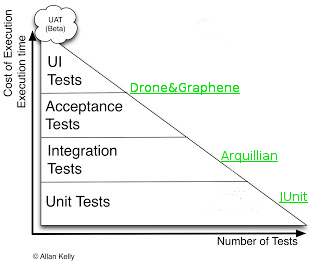 UAT
(Beta)
Cost of Execution
Execution time
UI
Tests
Drone&Graphene
Acceptance
Tests
Arquillian
Integration
Tests
JUnit
Unit Tests
Number of Tests
© Allan Kelly